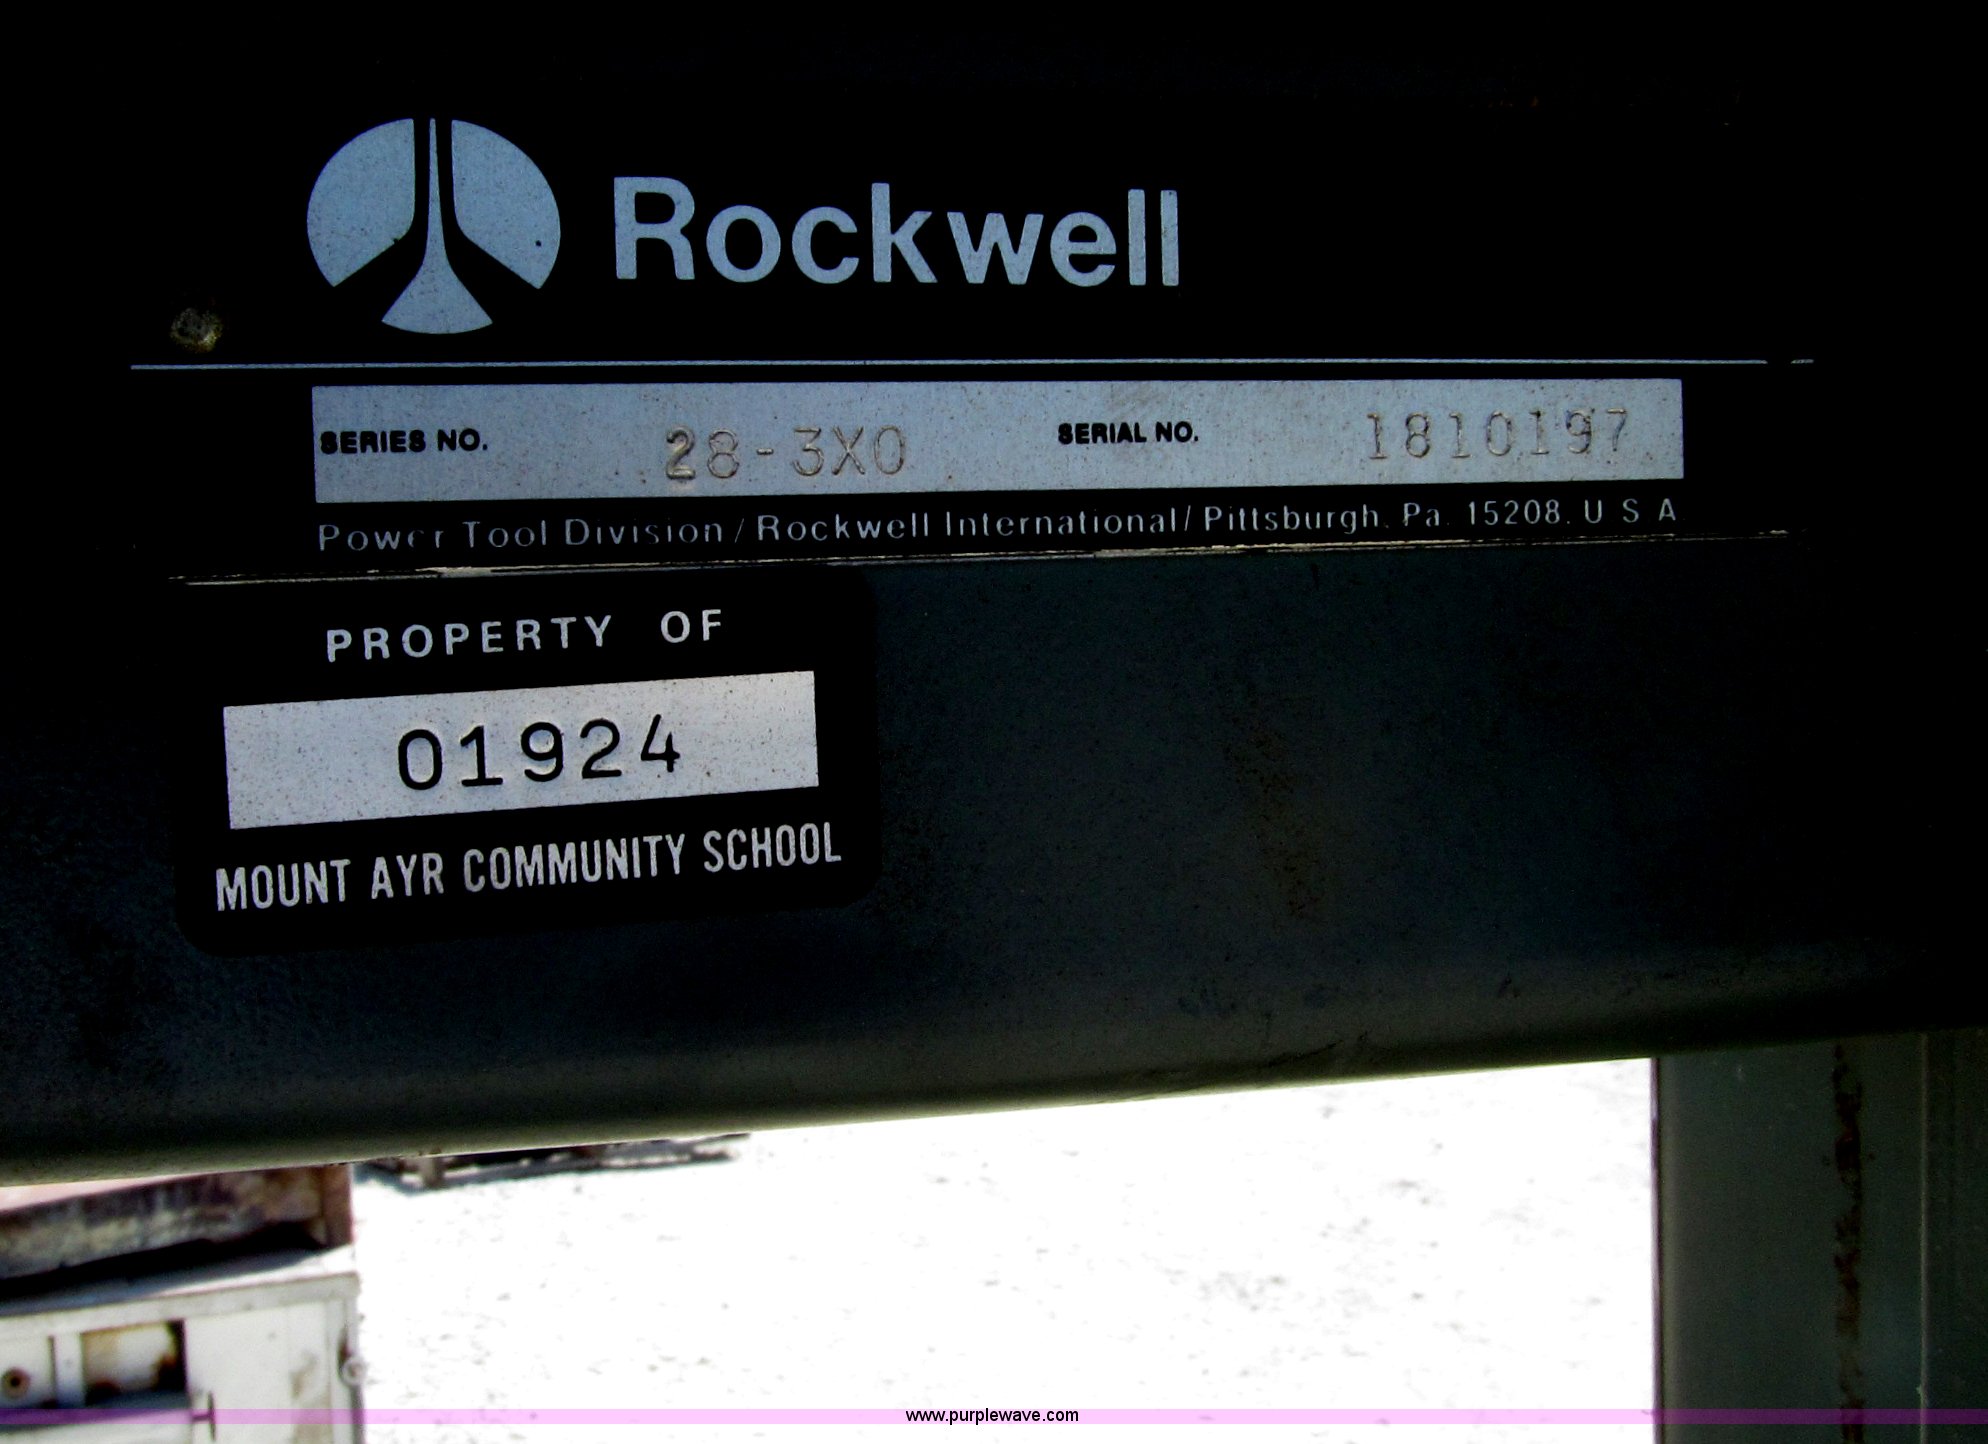 Rockwell
SERIES NO. 28-3X0 SERIAL NO. 1810197
Power Tool Division / Rockwell International / Pittsburgh, Pa. 15208, U S A
PROPERTY OF
01924
MOUNT AYR COMMUNITY SCHOOL
www.purplewave.com